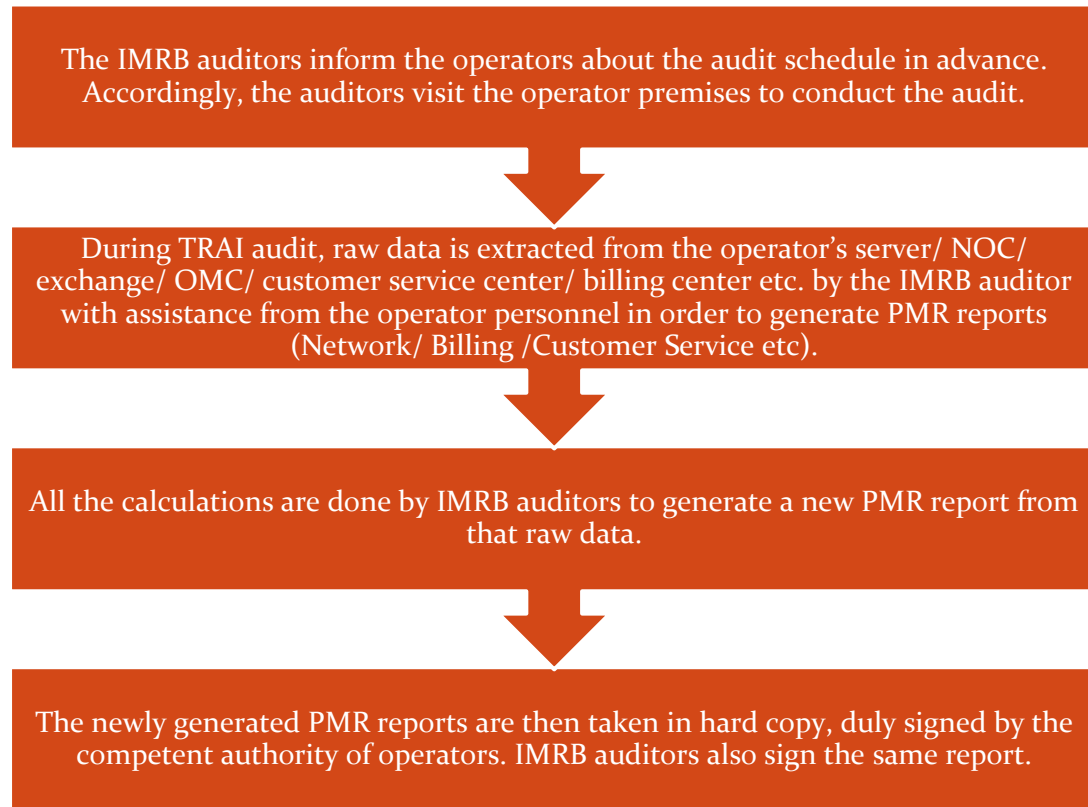 The IMRB auditors inform the operators about the audit schedule in advance.
Accordingly, the auditors visit the operator premises to conduct the audit.
During TRAI audit, raw data is extracted from the operator’s server/ NOC/
exchange/ OMC/ customer service center/ billing center etc. by the IMRB auditor
with assistance from the operator personnel in order to generate PMR reports
(Network/ Billing /Customer Service etc).
All the calculations are done by IMRB auditors to generate a new PMR report from
that raw data.
The newly generated PMR reports are then taken in hard copy, duly signed by the
competent authority of operators. IMRB auditors also sign the same report.